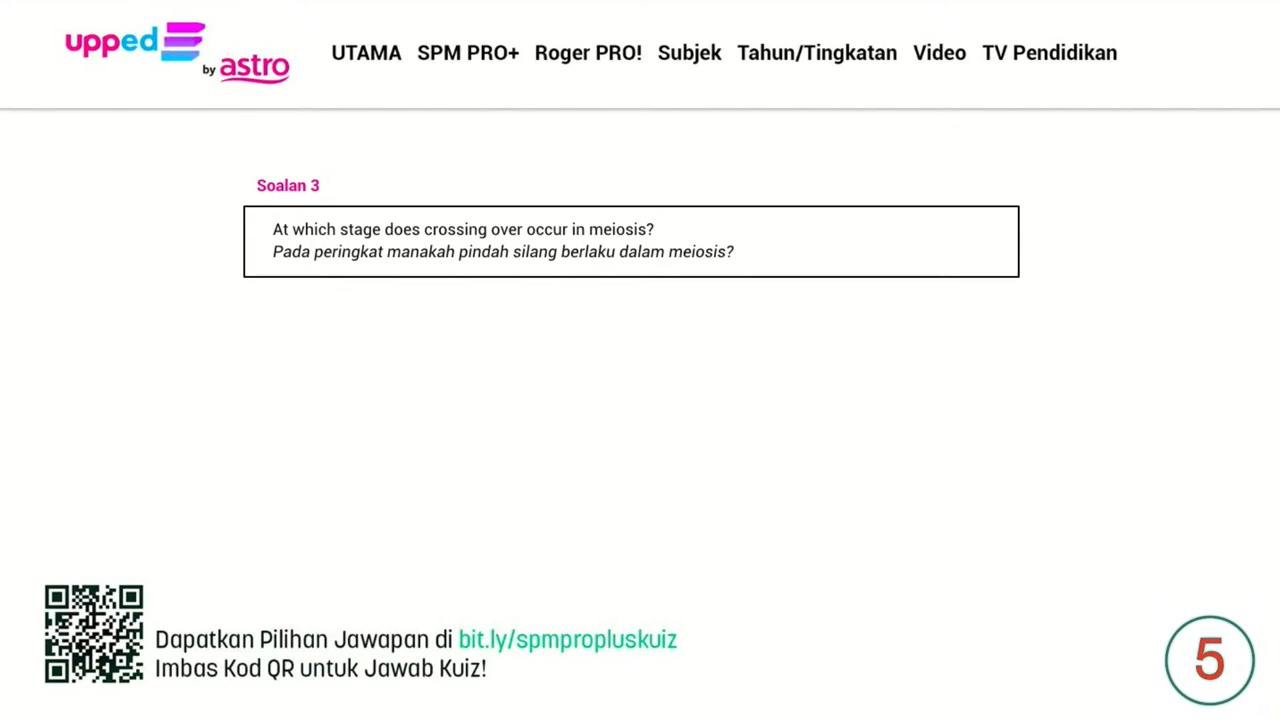 upped
by astro
UTAMA SPM PRO+ Roger PRO! Subjek Tahun/Tingkatan Video TV Pendidikan
Soalan 3
At which stage does crossing over occur in meiosis?
Pada peringkat manakah pindah silang berlaku dalam meiosis?
Dapatkan Pilihan Jawapan di bit.ly/spmpropluskuiz
Imbas Kod QR untuk Jawab Kuiz!
5